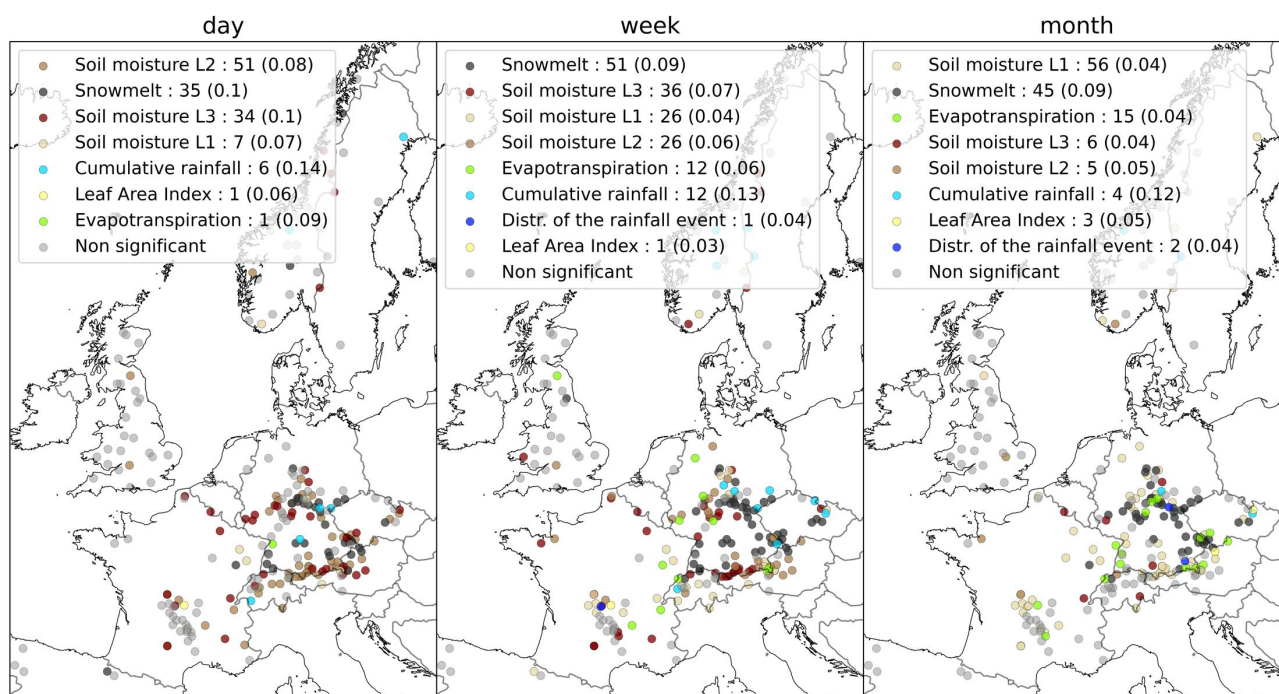 day
Soil moisture L2 : 51 (0.08)
Snowmelt : 35 (0.1)
Soil moisture L3 : 34 (0.1)
Soil moisture L1 : 7 (0.07)
Cumulative rainfall : 6 (0.14)
Leaf Area Index : 1 (0.06)
Evapotranspiration : 1 (0.09)
Non significant
week
Snowmelt : 51 (0.09)
Soil moisture L3 : 36 (0.07)
Soil moisture L1 : 26 (0.04)
Soil moisture L2 : 26 (0.06)
Evapotranspiration : 12 (0.06)
Cumulative rainfall : 12 (0.13)
Distr. of the rainfall event : 1 (0.04)
Leaf Area Index : 1 (0.03)
Non significant
month
Soil moisture L1 : 56 (0.04)
Snowmelt : 45 (0.09)
Evapotranspiration : 15 (0.04)
Soil moisture L3 : 6 (0.04)
Soil moisture L2 : 5 (0.05)
Cumulative rainfall : 4 (0.12)
Leaf Area Index : 3 (0.05)
Distr. of the rainfall event : 2 (0.04)
Non significant